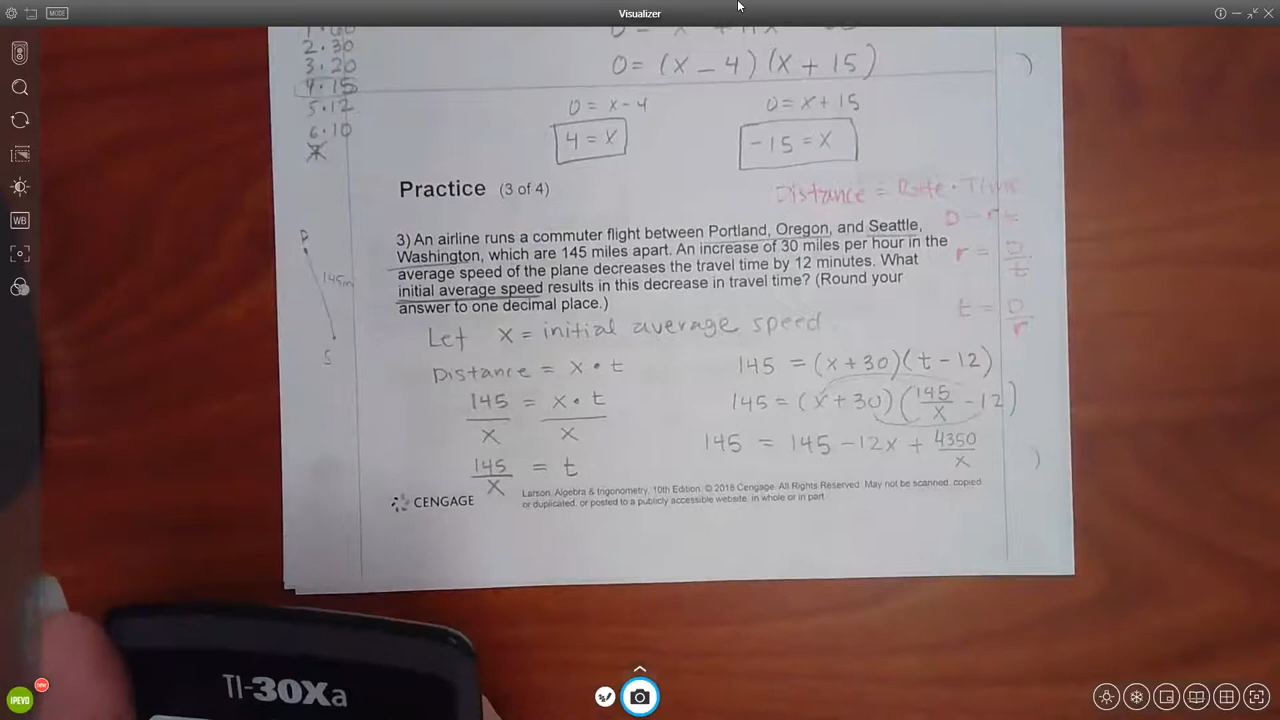 MODE
Visualizer
2·30
3·20
4·15
5·12
6·10
0= (x-4)(x+15)
0 = x-4
0=x+15
4 = x
-15 = x
Practice (3 of 4)
Distance = Rate · Time
r = D/t
t = D/r
P
145m
S
3) An airline runs a commuter flight between Portland, Oregon, and Seattle,
Washington, which are 145 miles apart. An increase of 30 miles per hour in the
average speed of the plane decreases the travel time by 12 minutes. What
initial average speed results in this decrease in travel time? (Round your
answer to one decimal place.)
Let x = initial average speed
Distance = x · t
145/x = x · t/x
145/x = t
145 = (x+30)(t-12)
145 = (x+30)(145/x -12)
145 = 145 -12x + 4350/x
CENGAGE
Larson, Algebra & trigonometry, 10th Edition. © 2018 Cengage. All Rights Reserved. May not be scanned, copied
or duplicated, or posted to a publicly accessible website, in whole or in part.
TI-30Xa
IPEVO
new
WB